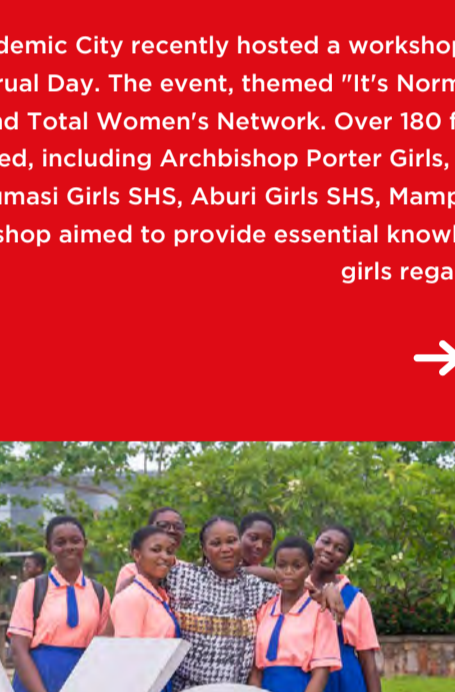 demic City recently hosted a workshop
rual Day. The event, themed "It's Norm
nd Total Women's Network. Over 180 f
ed, including Archbishop Porter Girls,
umasi Girls SHS, Aburi Girls SHS, Mamp
shop aimed to provide essential knowl
girls rega